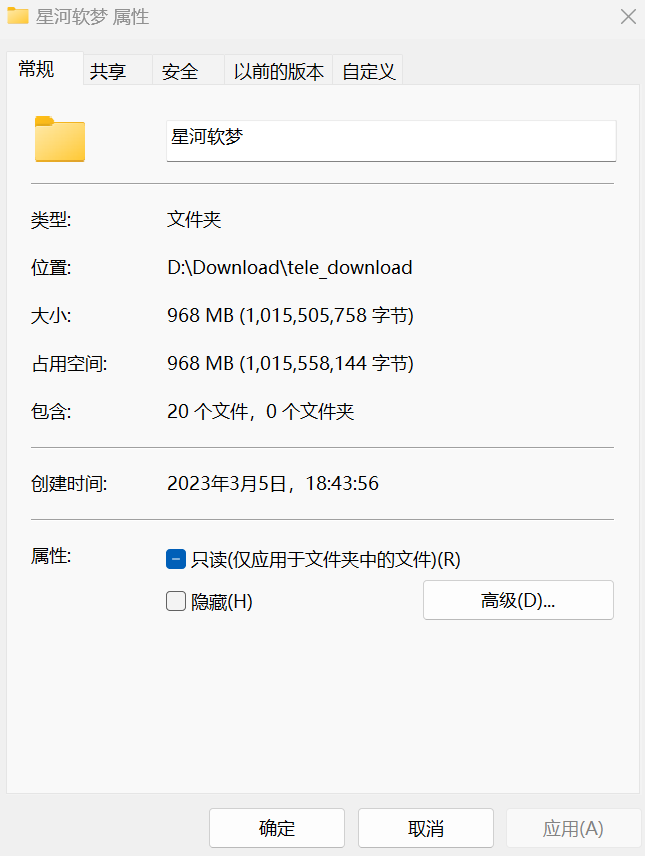 星河软梦 属性
常规 共享 安全 以前的版本 自定义
星河软梦
类型: 文件夹
位置: D:\Download\tele_download
大小: 968 MB (1,015,505,758 字节)
占用空间: 968 MB (1,015,558,144 字节)
包含: 20 个文件，0 个文件夹
创建时间: 2023年3月5日，18:43:56
属性: 只读(仅应用于文件夹中的文件)(R)
隐藏(H) 高级(D)...
确定 取消 应用(A)